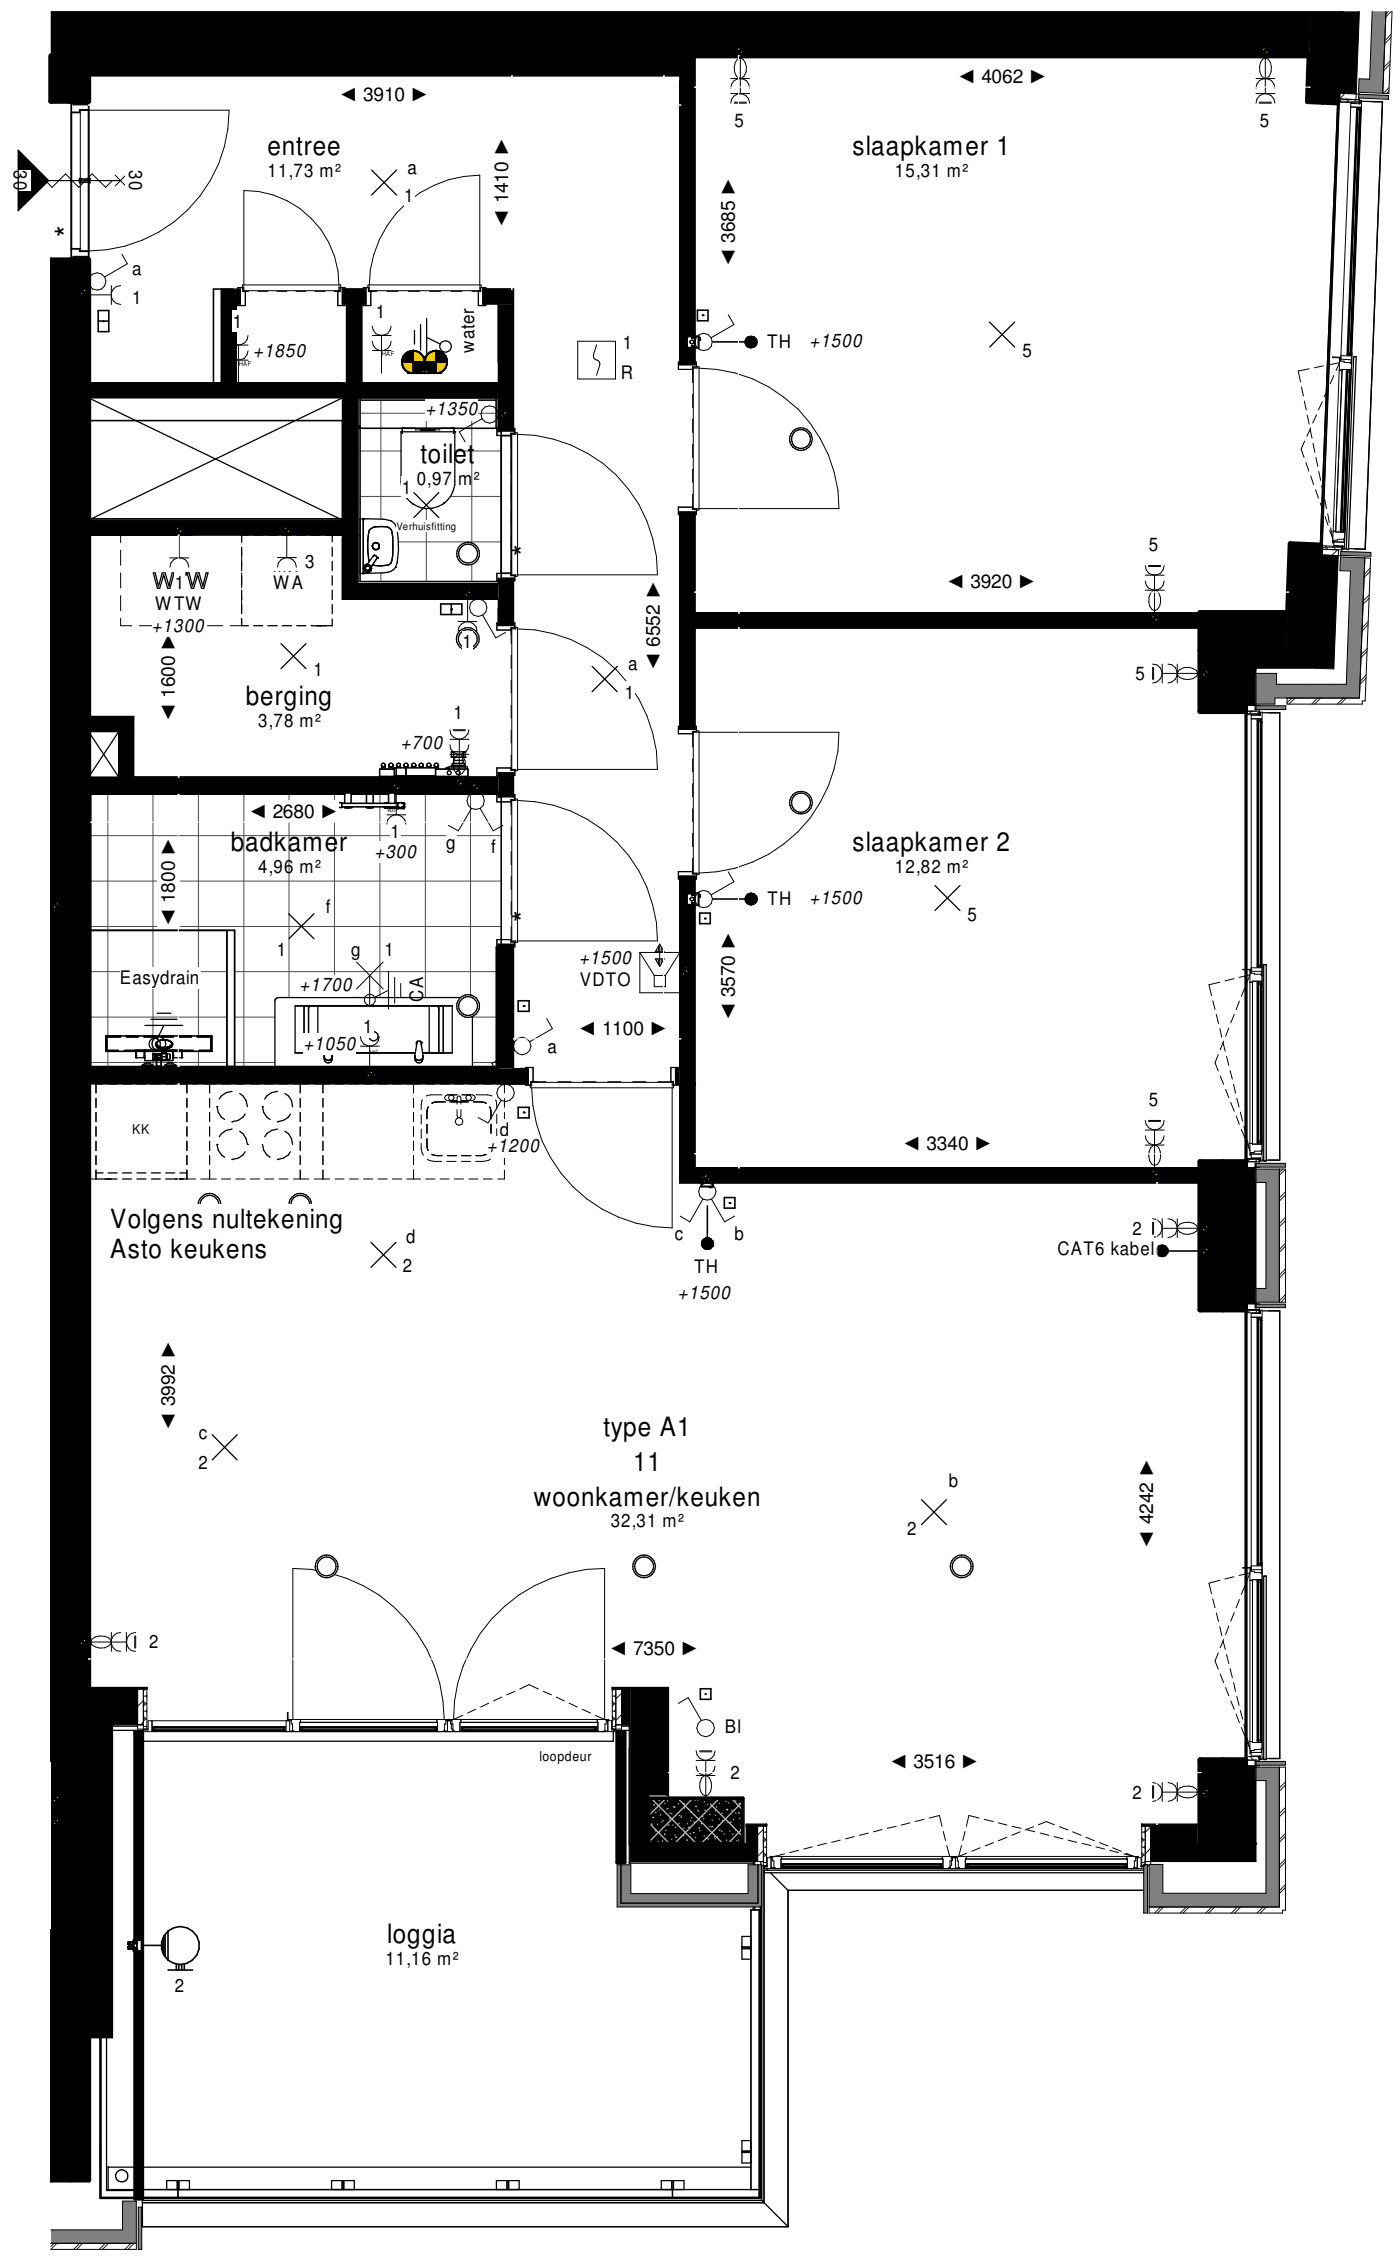 3910
4062
5
5
entree
11,73 m²
a
1
1410
slaapkamer 1
15,31 m²
3685
30
30
*
a
1
1
+1850
HAF
1
HAF
water
1
R
TH
+1500
5
+1350
toilet
0,97 m²
1
Verhuisfitting
*
3
WTW
WA
+1300
1
1600
1
berging
3,78 m²
6552
a
1
3920
5
5
1
+700
2680
badkamer
4,96 m²
1
+300
g
f
1800
slaapkamer 2
12,82 m²
TH
+1500
5
f
1
*
g
1
+1700
CA
Easydrain
1
+1050
+1500
VDTO
3570
1100
a
KK
d
+1200
3340
5
Volgens nultekening
Asto keukens
d
2
c
b
TH
+1500
2
CAT6 kabel
3992
c
2
type A1
11
woonkamer/keuken
32,31 m²
b
2
4242
2
7350
BI
2
loopdeur
3516
2
loggia
11,16 m²
2